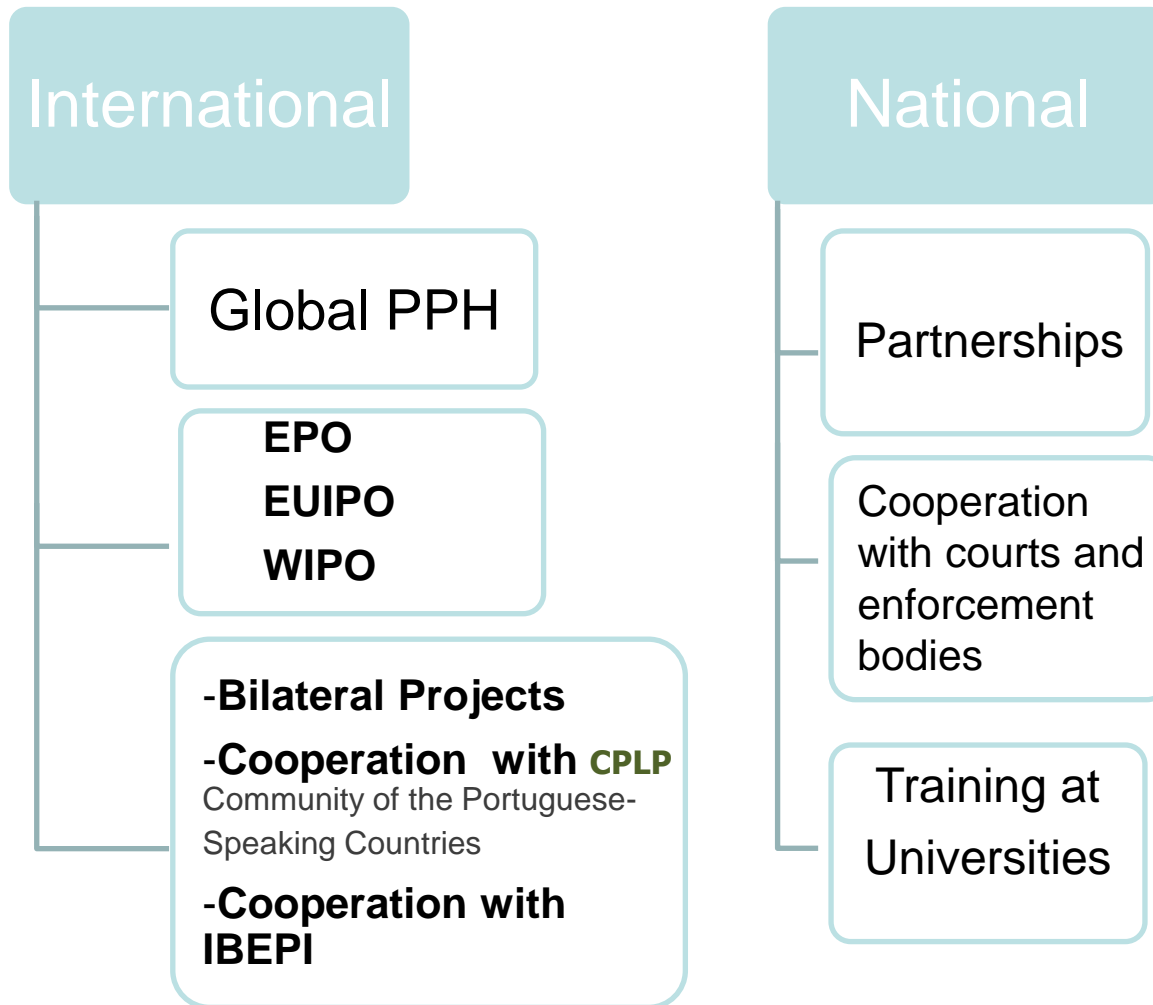 International
Global PPH
EPO
EUIPO
WIPO
-Bilateral Projects
-Cooperation with CPLP
Community of the Portuguese-
Speaking Countries
-Cooperation with
IBEPI
National
Partnerships
Cooperation
with courts and
enforcement
bodies
Training at
Universities